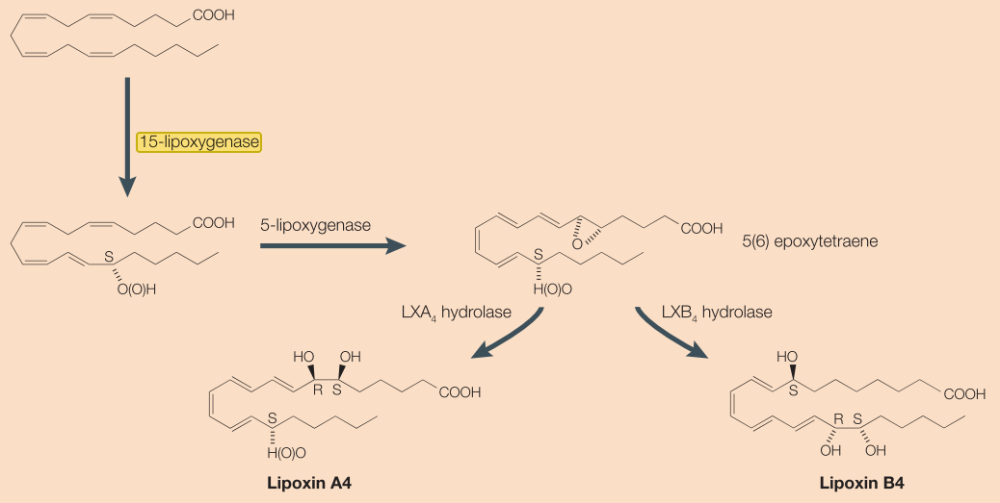 COOH
15-lipoxygenase
COOH
S
O(O)H
5-lipoxygenase
O
COOH
S
H(O)O
5(6) epoxytetraene
LXA4 hydrolase
LXB4 hydrolase
HO OH
R S
COOH
S
H(O)O
Lipoxin A4
HO
S
COOH
R S
OH OH
Lipoxin B4